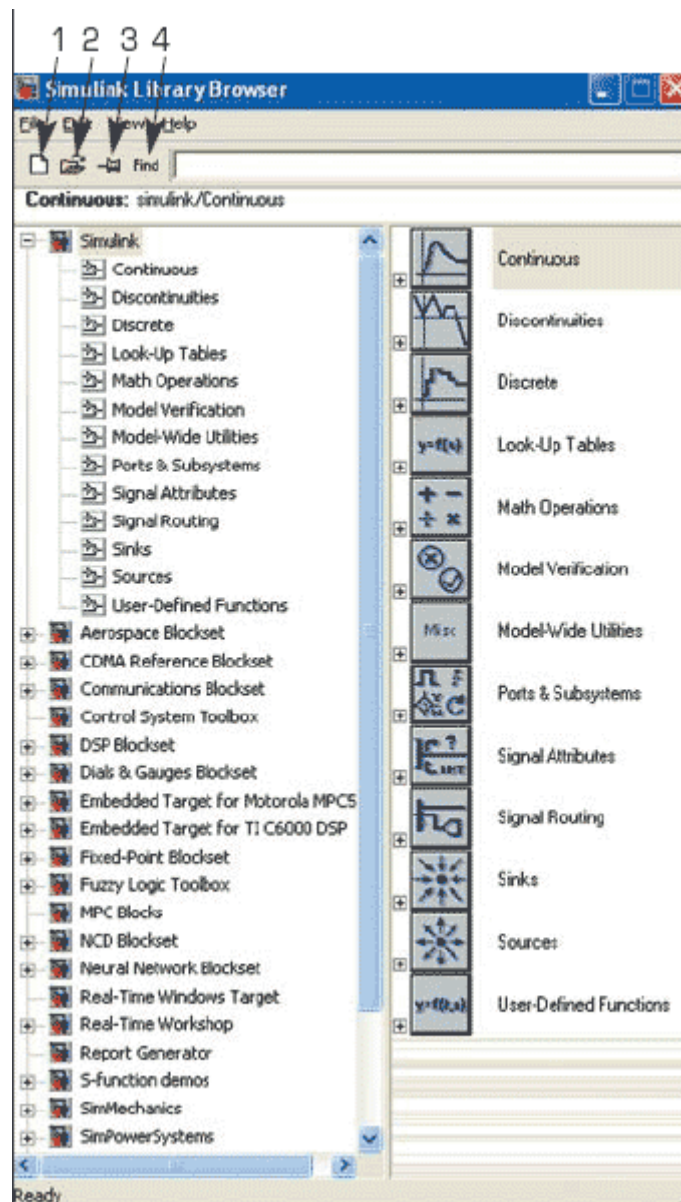 1 2 3 4
Simulink Library Browser
File Edit View Help
Find
Continuous: simulink/Continuous
Simulink
Continuous
Discontinuities
Discrete
Look-Up Tables
Math Operations
Model Verification
Model-Wide Utilities
Ports & Subsystems
Signal Attributes
Signal Routing
Sinks
Sources
User-Defined Functions
Aerospace Blockset
CDMA Reference Blockset
Communications Blockset
Control System Toolbox
DSP Blockset
Dials & Gauges Blockset
Embedded Target for Motorola MPC5
Embedded Target for TI C6000 DSP
Fixed-Point Blockset
Fuzzy Logic Toolbox
MPC Blocks
NCD Blockset
Neural Network Blockset
Real-Time Windows Target
Real-Time Workshop
Report Generator
S-function demos
SimMechanics
SimPowerSystems
Continuous
Discontinuities
Discrete
y=f(u) Look-Up Tables
Math Operations
Model Verification
Misc Model-Wide Utilities
Ports & Subsystems
Signal Attributes
Signal Routing
Sinks
Sources
User-Defined Functions
Ready